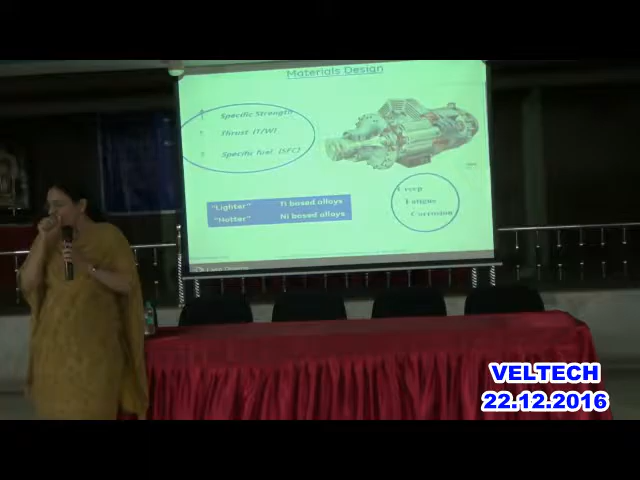 Materials Design
Specific Strength
Thrust (T/W)
Specific fuel (SFC)
"Lighter" Ti based alloys
"Hotter" Ni based alloys
Creep
Fatigue
Corrosion
VELTECH
22.12.2016